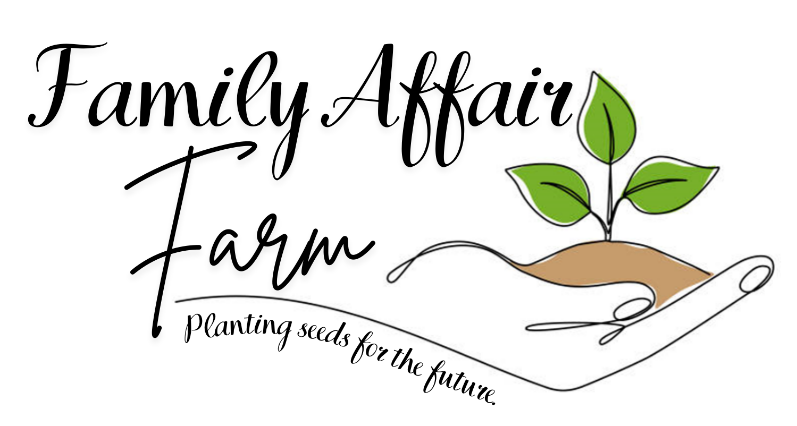 Family Affair
Farm
Planting seeds for the future.